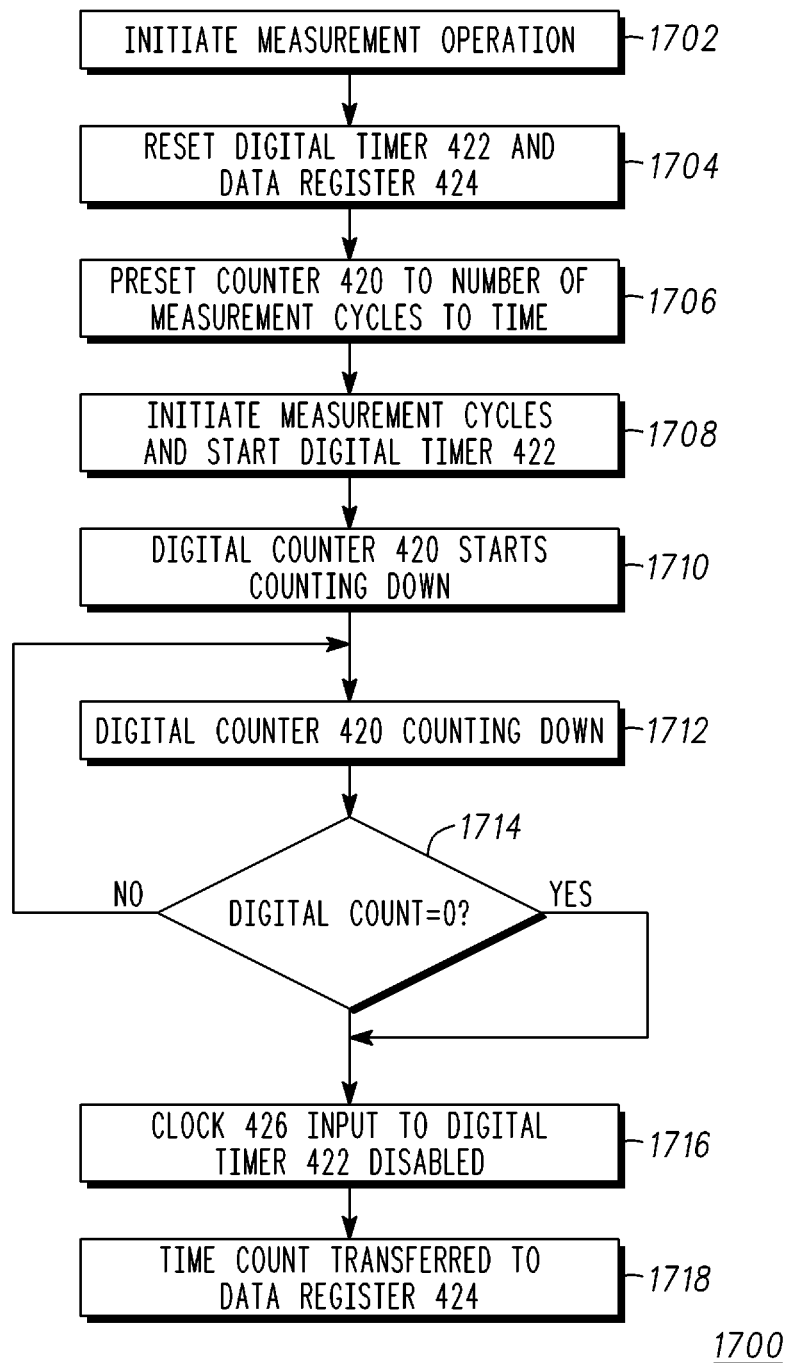 INITIATE MEASUREMENT OPERATION
1702
RESET DIGITAL TIMER 422 AND
DATA REGISTER 424
1704
PRESET COUNTER 420 TO NUMBER OF
MEASUREMENT CYCLES TO TIME
1706
INITIATE MEASUREMENT CYCLES
AND START DIGITAL TIMER 422
1708
DIGITAL COUNTER 420 STARTS
COUNTING DOWN
1710
DIGITAL COUNTER 420 COUNTING DOWN
1712
1714
NO
DIGITAL COUNT=0?
YES
CLOCK 426 INPUT TO DIGITAL
TIMER 422 DISABLED
1716
TIME COUNT TRANSFERRED TO
DATA REGISTER 424
1718
1700